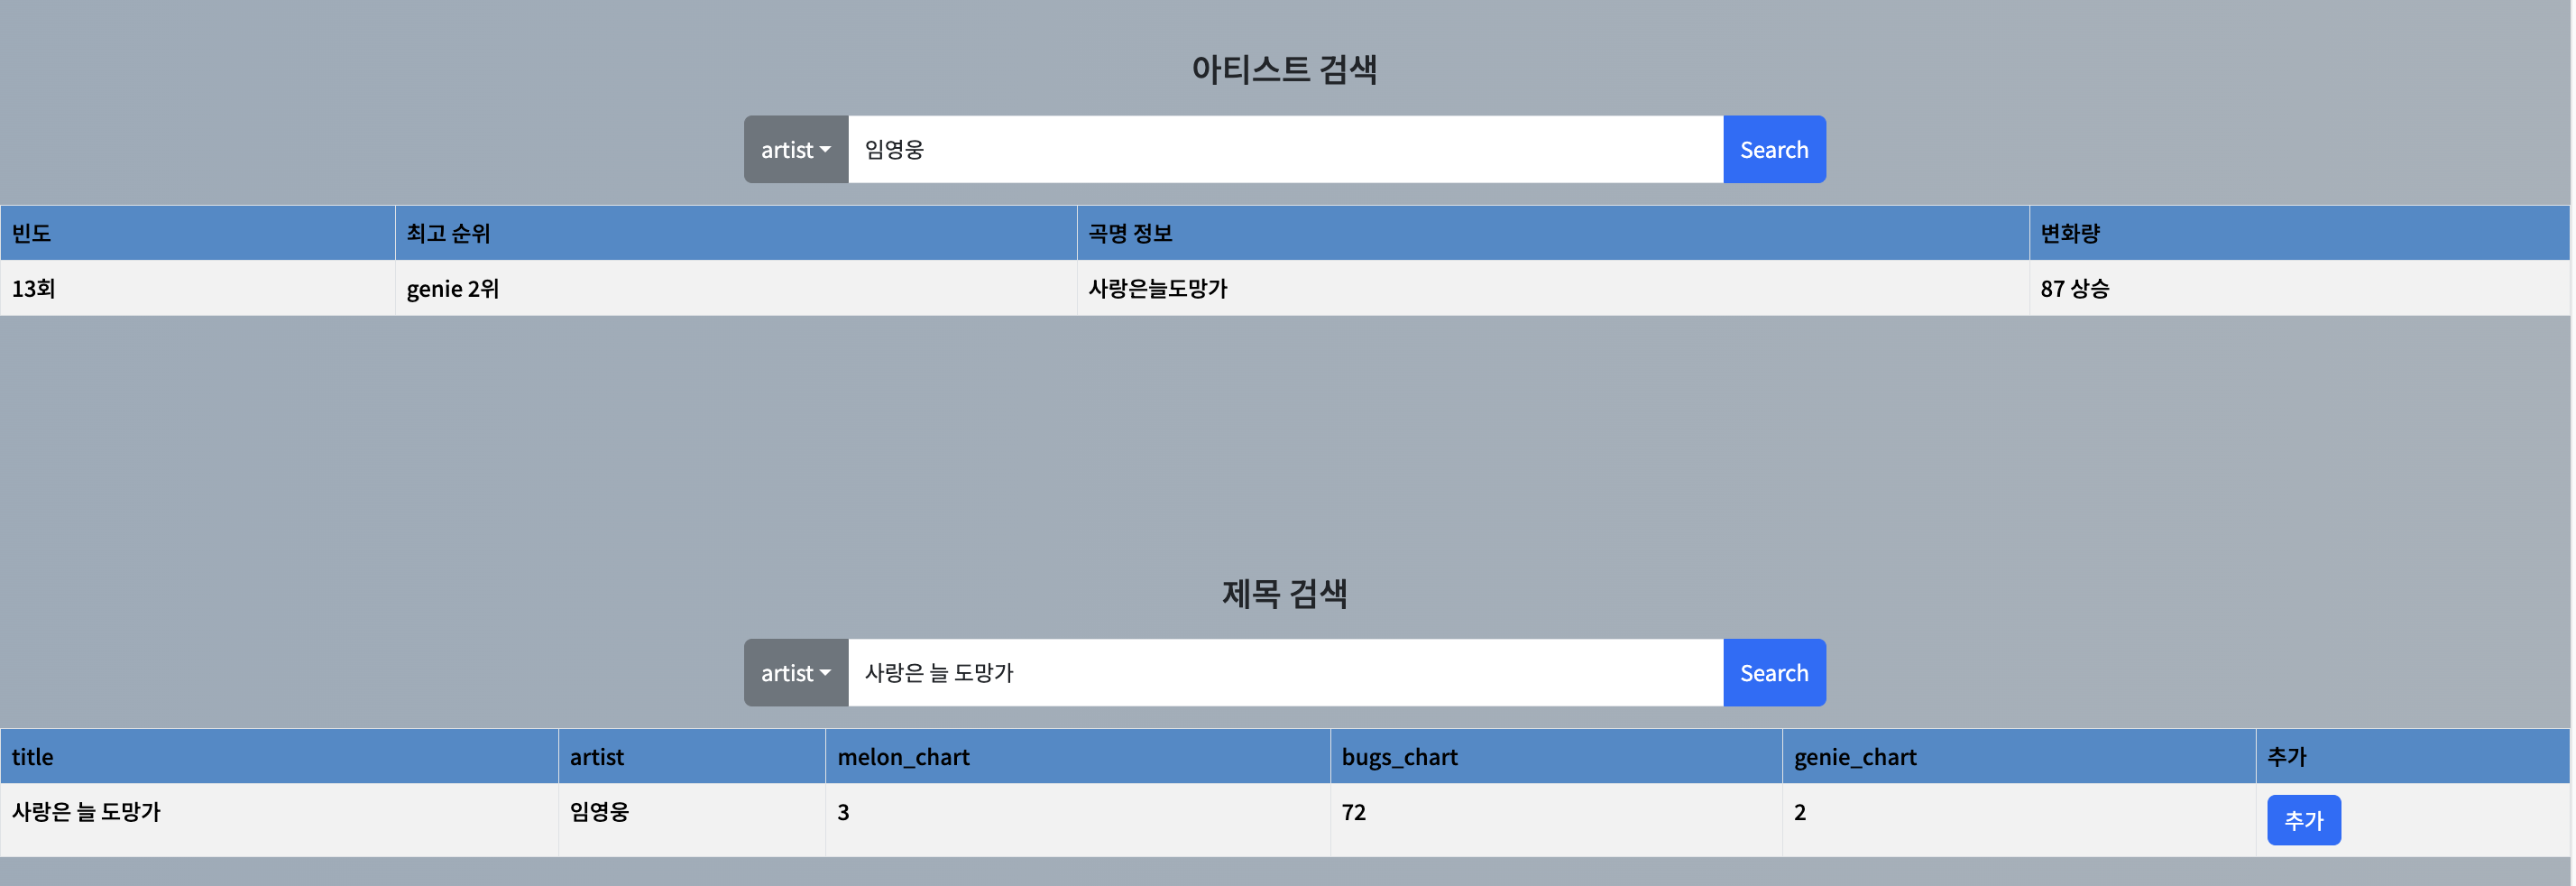 아티스트 검색
artist 임영웅 Search
빈도 최고 순위 곡명 정보 변화량
13회 genie 2위 사랑은늘도망가 87 상승
제목 검색
artist 사랑은 늘 도망가 Search
title artist melon_chart bugs_chart genie_chart 추가
사랑은 늘 도망가 임영웅 3 72 2 추가